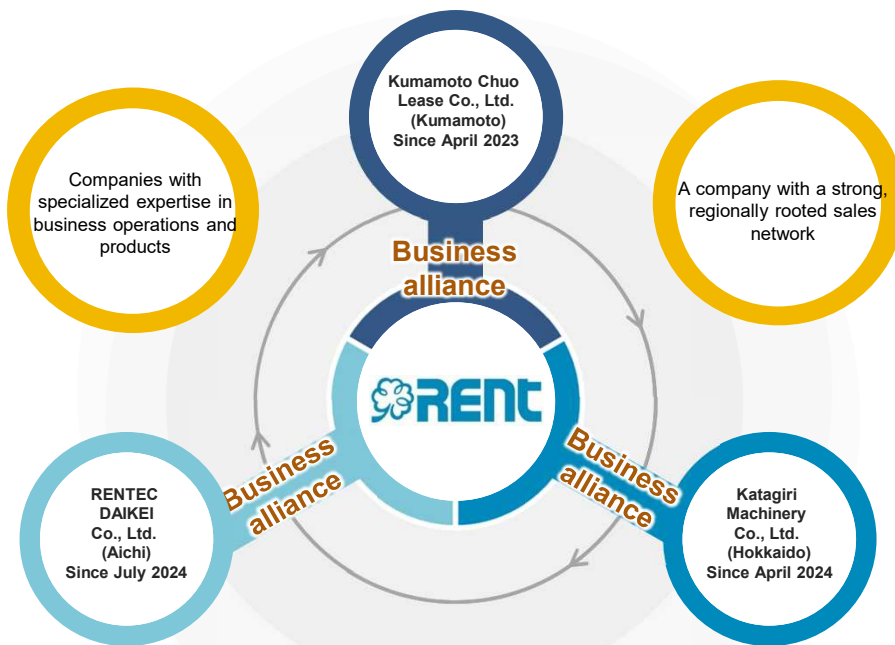 Kumamoto Chuo
Lease Co., Ltd.
(Kumamoto)
Since April 2023
Companies with
specialized expertise in
business operations and
products
A company with a strong,
regionally rooted sales
network
Business
alliance
RENT
Business
alliance
Business
alliance
RENTEC
DAIKEI
Co., Ltd.
(Aichi)
Since July 2024
Katagiri
Machinery
Co., Ltd.
(Hokkaido)
Since April 2024